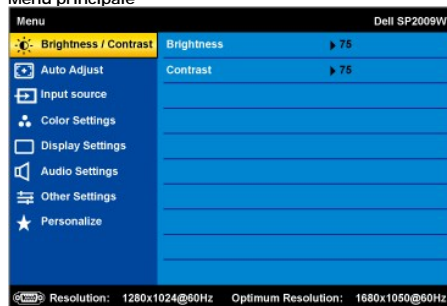 Menu principale
Menu Dell SP2009W
Brightness / Contrast Brightness 75
Auto Adjust Contrast 75
Input source
Color Settings
Display Settings
Audio Settings
Other Settings
Personalize
Resolution: 1280x1024@60Hz Optimum Resolution: 1680x1050@60Hz